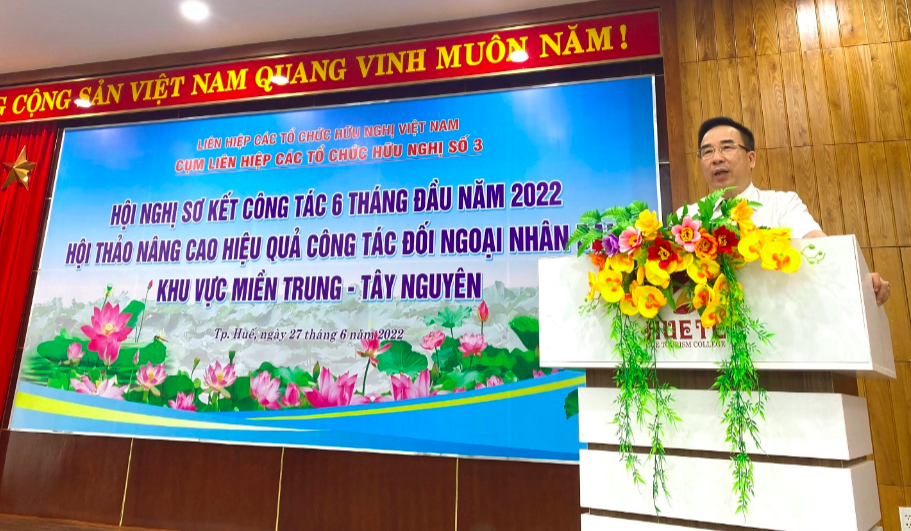 CỘNG SẢN VIỆT NAM QUANG VINH MUÔN NĂM!
LIÊN HIỆP CÁC TỔ CHỨC HỮU NGHỊ VIỆT NAM
CỤM LIÊN HIỆP CÁC TỔ CHỨC HỮU NGHỊ SỐ 3
HỘI NGHỊ SƠ KẾT CÔNG TÁC 6 THÁNG ĐẦU NĂM 2022
HỘI THẢO NÂNG CAO HIỆU QUẢ CÔNG TÁC ĐỐI NGOẠI NHÂN
KHU VỰC MIỀN TRUNG - TÂY NGUYÊN
Tp. Huế, ngày 27 tháng 6 năm 2022
HUE
TOURISM COLLEGE